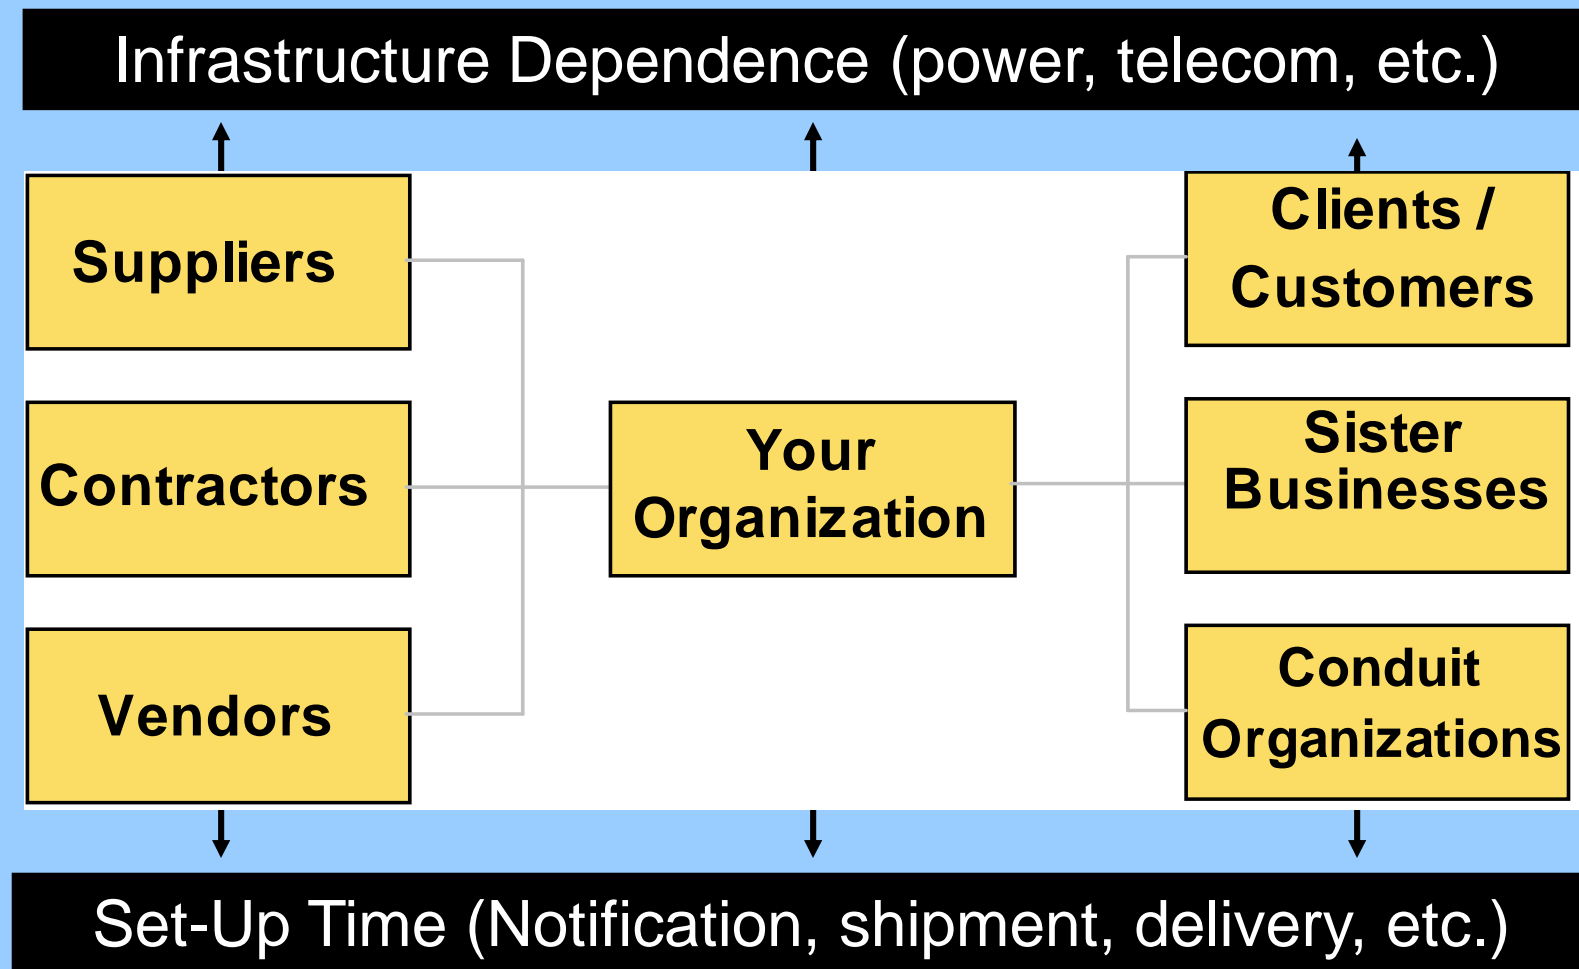 Infrastructure Dependence (power, telecom, etc.)
Suppliers
Contractors
Vendors
Your
Organization
Clients /
Customers
Sister
Businesses
Conduit
Organizations
Set-Up Time (Notification, shipment, delivery, etc.)